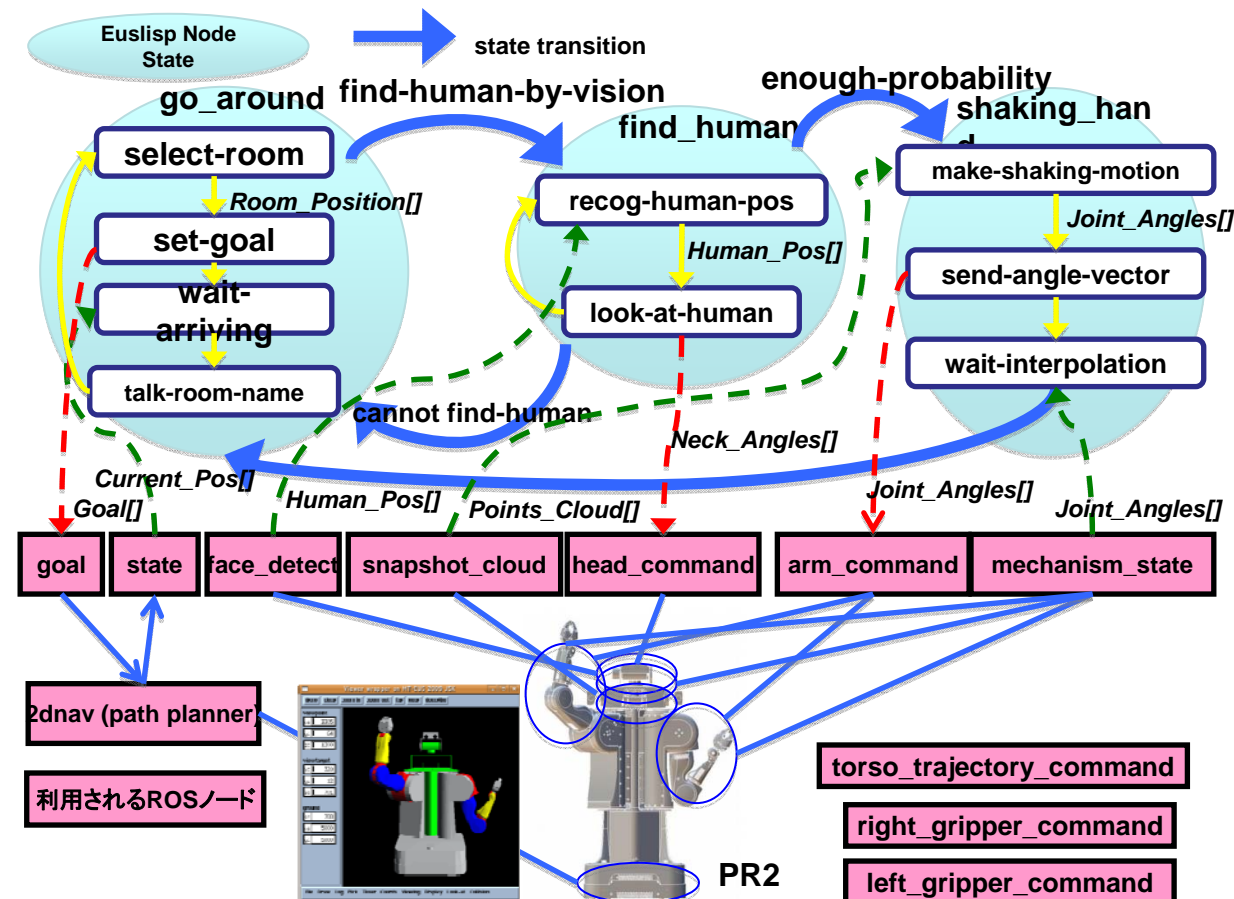 Euslisp Node
State
state transition
go_around
find-human-by-vision
enough-probability
find_human
shaking_han
d
select-room
Room_Position[]
set-goal
wait-
arriving
talk-room-name
recog-human-pos
Human_Pos[]
look-at-human
make-shaking-motion
Joint_Angles[]
send-angle-vector
wait-interpolation
cannot find-human
Neck_Angles[]
Current_Pos[]
Goal[]
Human_Pos[]
Points_Cloud[]
Joint_Angles[]
Joint_Angles[]
goal
state
face_detect
snapshot_cloud
head_command
arm_command
mechanism_state
2dnav (path planner)
利用されるROSノード
PR2
torso_trajectory_command
right_gripper_command
left_gripper_command